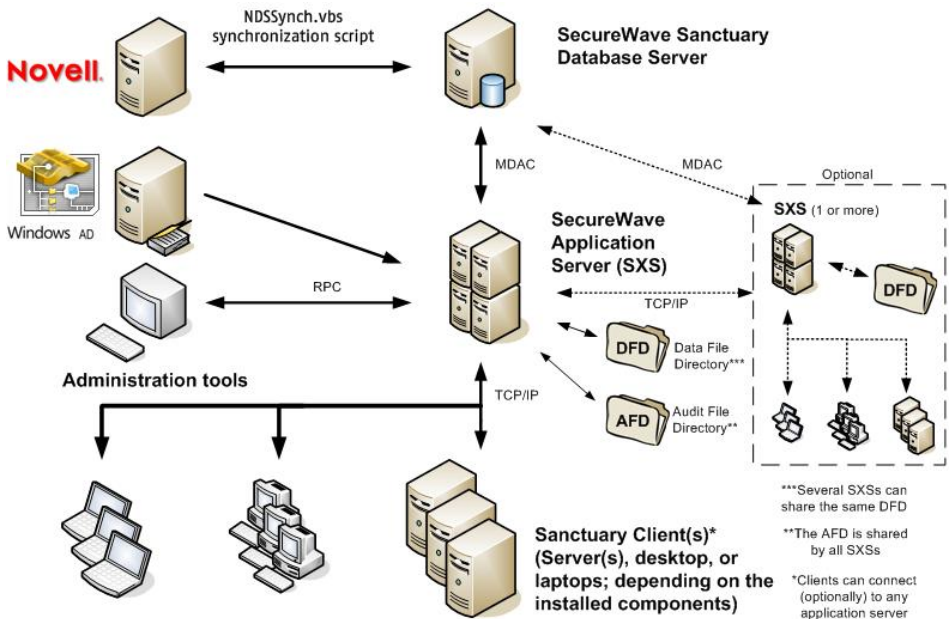 NDSSynch.vbs
synchronization script
Novell.
SecureWave Sanctuary
Database Server
MDAC
MDAC
Windows AD
Optional
SXS (1 or more)
DFD
SecureWave
Application
Server (SXS)
RPC
TCP/IP
DFD
Data File
Directory***
AFD
Audit File
Directory**
Administration tools
TCP/IP
***Several SXSs can
share the same DFD
**The AFD is shared
by all SXSs
*Clients can connect
(optionally) to any
application server
Sanctuary Client(s)*
(Server(s), desktop, or
laptops; depending on the
installed components)